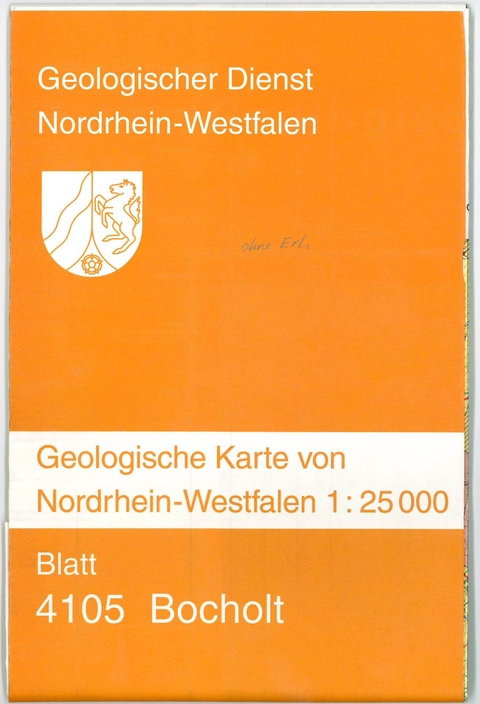 Geologischer Dienst
Nordrhein-Westfalen
ohne Erl.
Geologische Karte von
Nordrhein-Westfalen 1 : 25 000
Blatt
4105 Bocholt